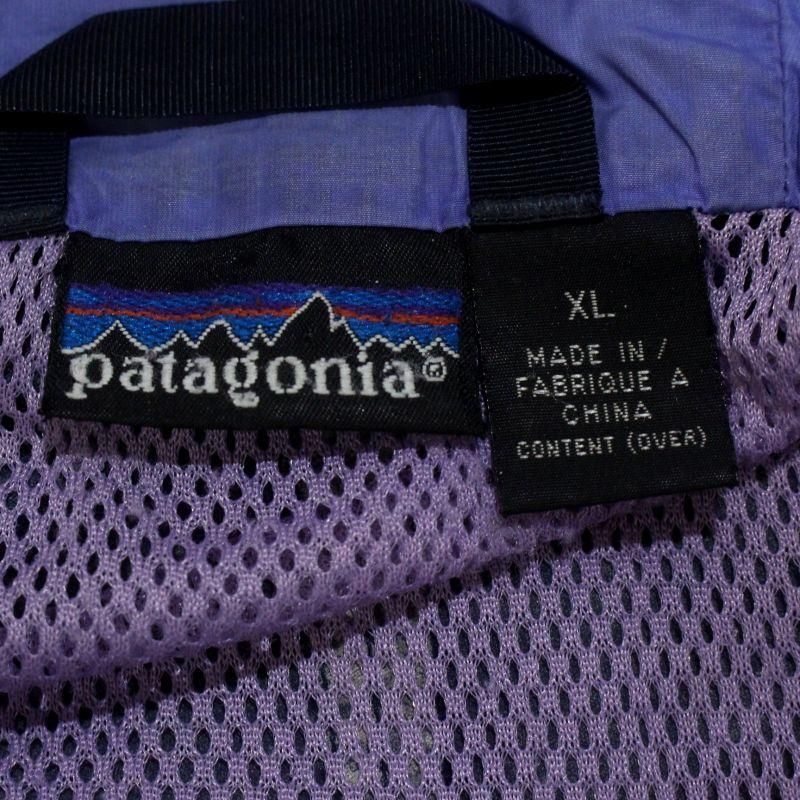 patagonia®
XL
MADE IN /
FABRIQUE A
CHINA
CONTENT (OVER)